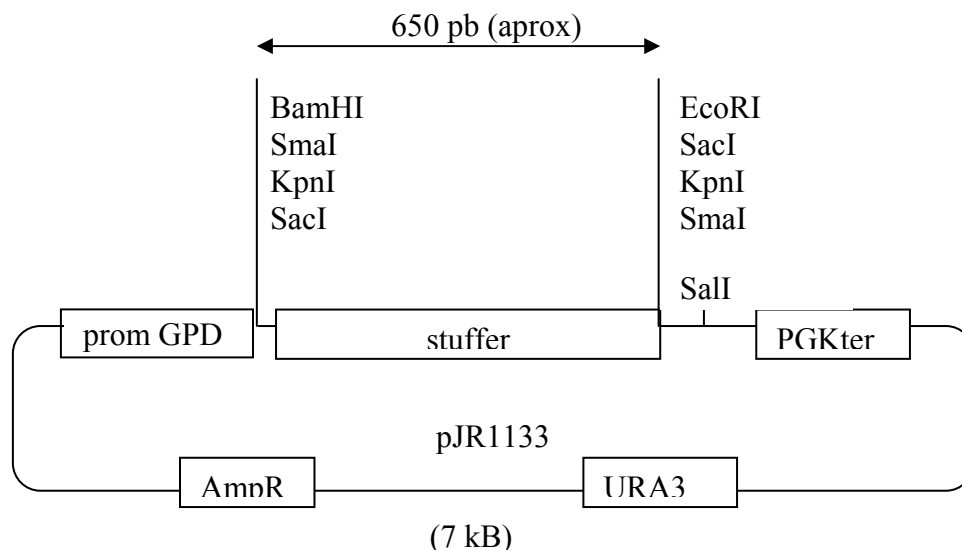 650 pb (aprox)
BamHI
SmaI
KpnI
SacI
EcoRI
SacI
KpnI
SmaI
SalI
prom GPD
stuffer
PGKter
pJR1133
AmpR
URA3
(7 kB)